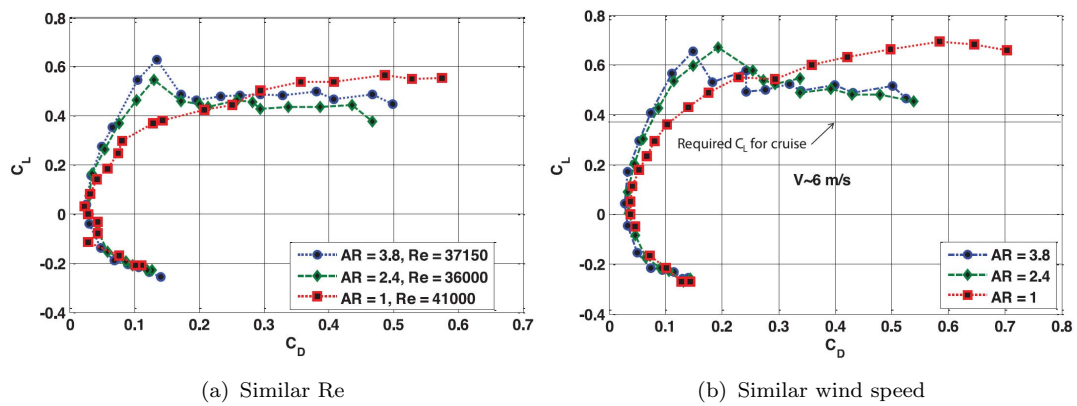 0.8
0.6
0.4
0.2
0
-0.2
-0.4
C_L
0 0.1 0.2 0.3 0.4 0.5 0.6 0.7
C_D
AR = 3.8, Re = 37150
AR = 2.4, Re = 36000
AR = 1, Re = 41000
(a) Similar Re
0.8
0.6
0.4
0.2
0
-0.2
-0.4
C_L
0 0.1 0.2 0.3 0.4 0.5 0.6 0.7 0.8
C_D
Required C_L for cruise
V~6 m/s
AR = 3.8
AR = 2.4
AR = 1
(b) Similar wind speed